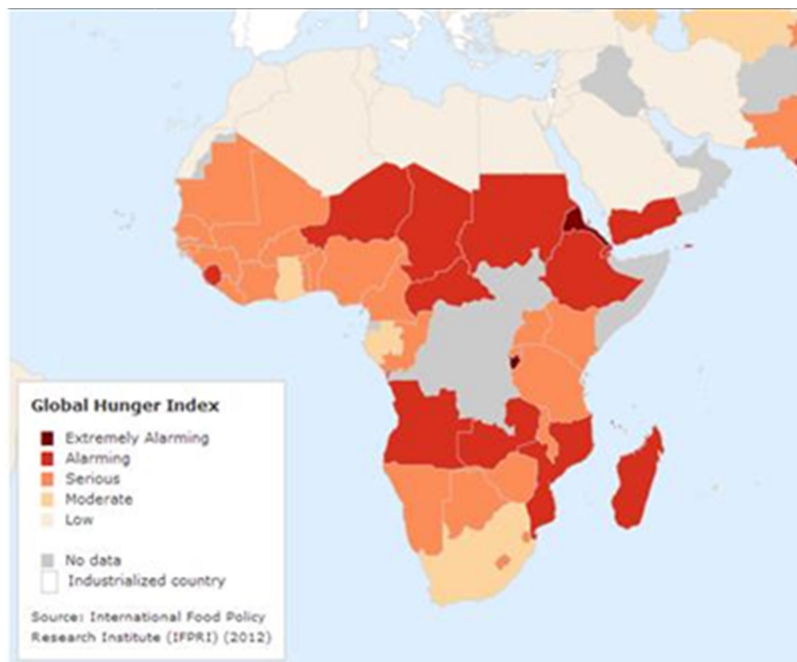 Global Hunger Index
Extremely Alarming
Alarming
Serious
Moderate
Low
No data
Industrialized country
Source: International Food Policy
Research Institute (IFPRI) (2012)